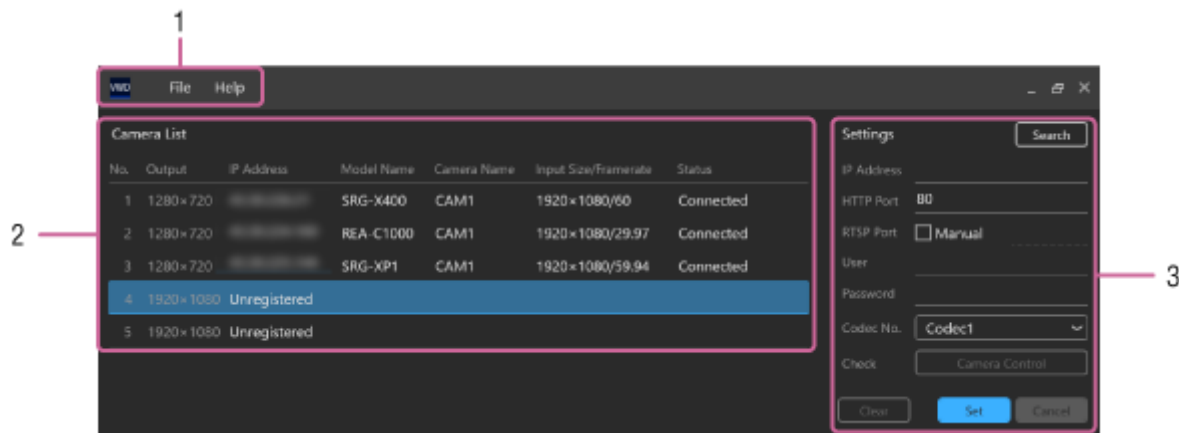 1
VWD File Help
Camera List
No. Output IP Address Model Name Camera Name Input Size/Framerate Status
1 1280×720 SRG-X400 CAM1 1920×1080/60 Connected
2 1280×720 REA-C1000 CAM1 1920×1080/29.97 Connected
3 1280×720 SRG-XP1 CAM1 1920×1080/59.94 Connected
4 1920×1080 Unregistered
5 1920×1080 Unregistered
2
Settings Search
IP Address
HTTP Port 80
RTSP Port Manual
User
Password
Codec No. Codec1
Check Camera Control
Clear Set Cancel
3